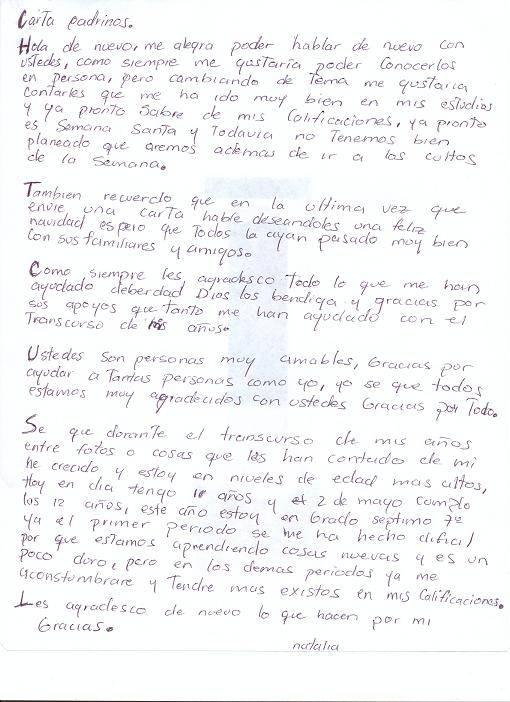 Carta padrinos.
Hola de nuevo, me alegra poder hablar de nuevo con
ustedes, como siempre me gustaria poder conocerlos
en persona, pero cambiando de tema me gustaria
contarles que me ha ido muy bien en mis estudios
y ya pronto sabre de mis calificaciones, ya pronto
es Semana Santa y Todavia no Tenemos bien
planeado que aremos ademas de ir a los cultos
de la semana.
Tambien recuerdo que en la ultima vez que
envie una carta hable deseandoles una feliz
navidad espero que Todos la ayan pasado muy bien
con sus familiares y amigos.
Como siempre les agradesco Todo lo que me han
ayudado deberdad Dios los bendiga y gracias por
sus apoyos que tanto me han ayudado con el
Transcurso de mis años.
Ustedes son personas muy amables, Gracias por
ayudar a Tantas personas como yo, yo se que todos
estamos muy agradecidos con ustedes Gracias por Todo.
Se que dorante el transcurso de mis años
entre fotos o cosas que les han contado de mi
he crecido y estoy en niveles de edad mas altos,
Hoy en dia tengo 11 años y el 2 de mayo cumplo
los 12 años, este año estoy en Grado septimo 7º
ya el primer periodo se me ha hecho dificil
por que estamos aprendiendo cosas nuevas y es un
poco duro, pero en los demas periodos ya me
aconstumbrare y Tendre mas existos en mis Calificaciones.
Les agradesco de nuevo lo que hacen por mi
Gracias.
natalia